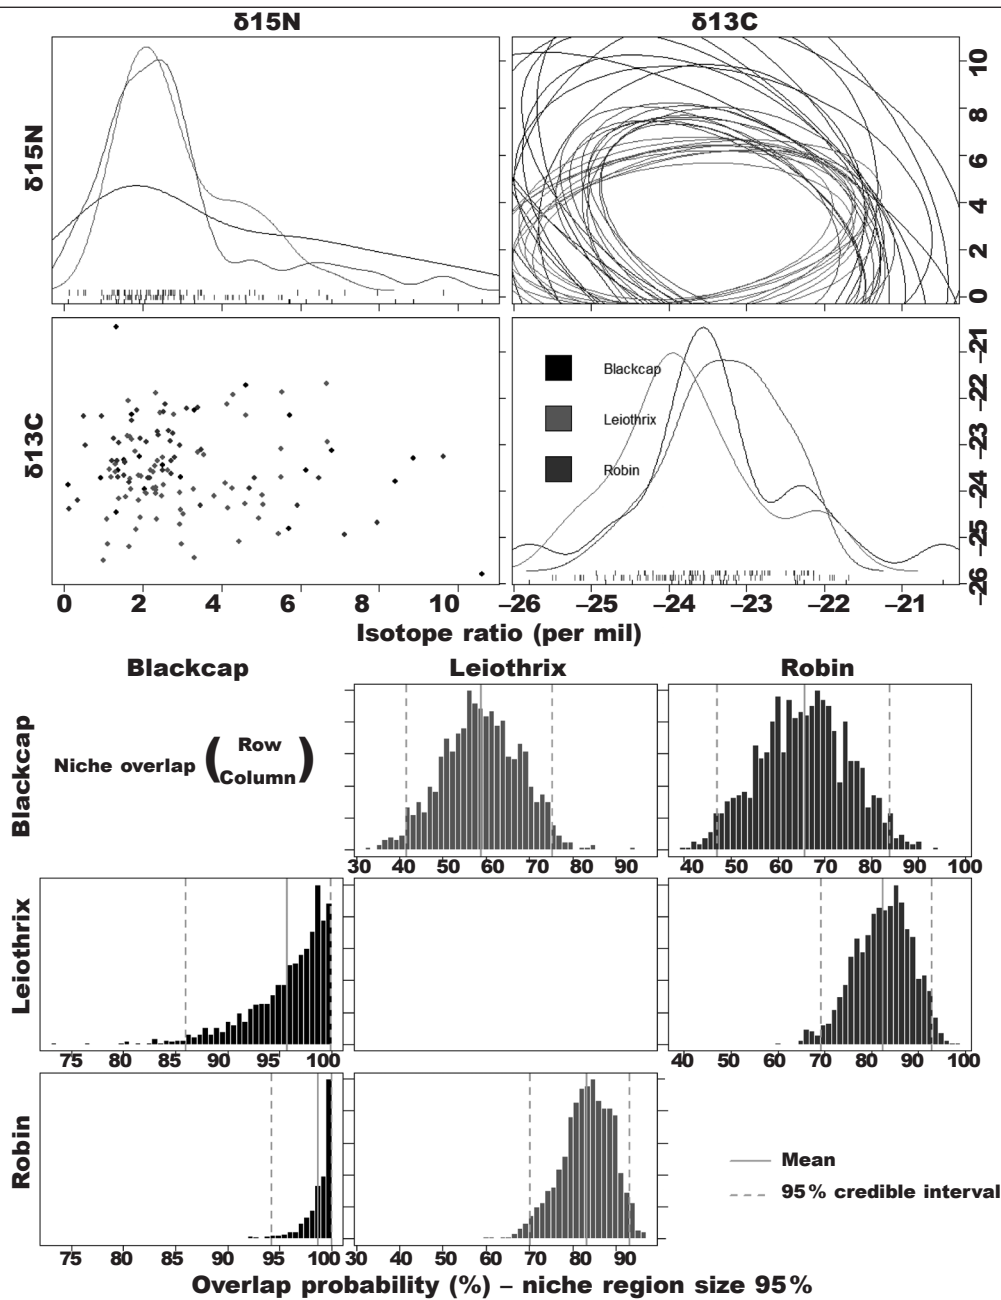 δ15N δ13C
δ15N
10
8
6
4
2
0
δ13C
Blackcap
Leiothrix
Robin
–21
–22
–23
–24
–25
–26
0 2 4 6 8 10 –26 –25 –24 –23 –22 –21
Isotope ratio (per mil)
Blackcap Leiothrix Robin
Blackcap
Niche overlap (Row Column)
30 40 50 60 70 80 90 40 50 60 70 80 90 100
Leiothrix
75 80 85 90 95 100 40 50 60 70 80 90 100
Robin
Mean
95% credible interval
75 80 85 90 95 100 30 40 50 60 70 80 90
Overlap probability (%) – niche region size 95%